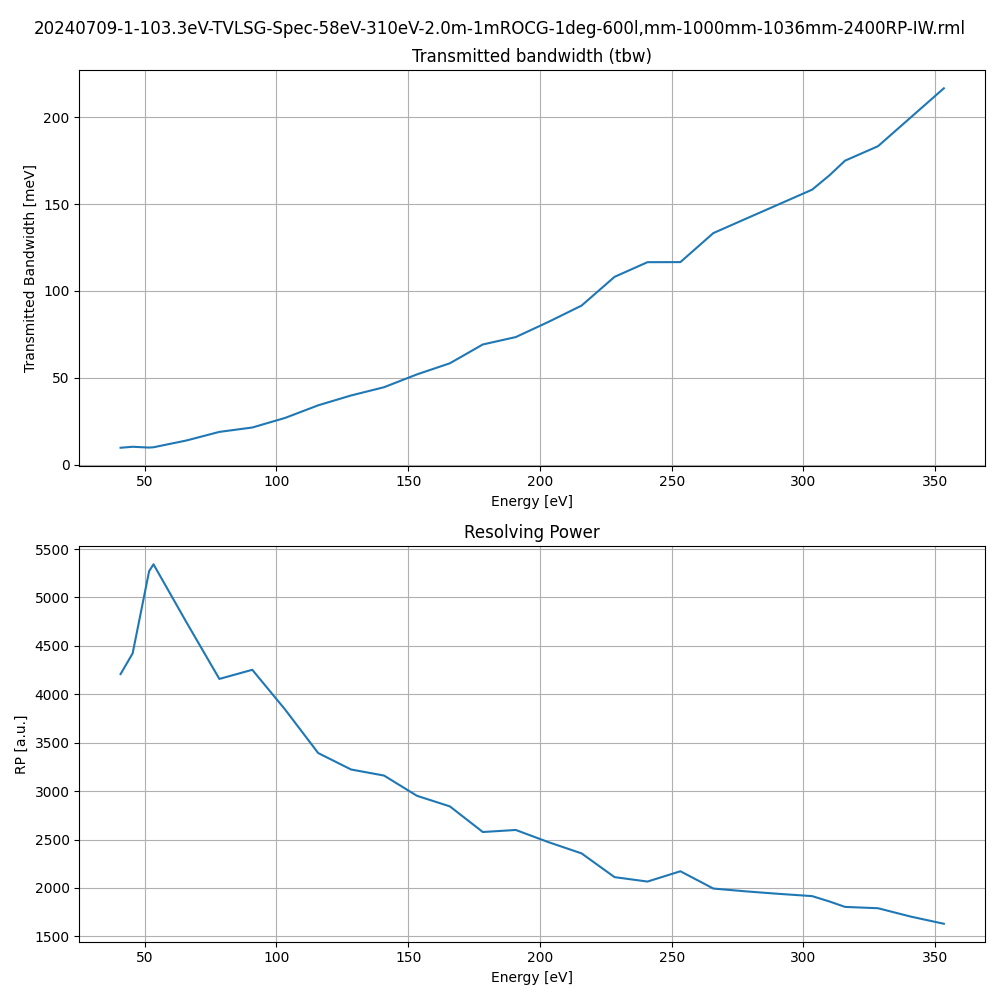 20240709-1-103.3eV-TVLSG-Spec-58eV-310eV-2.0m-1mROCG-1deg-600l,mm-1000mm-1036mm-2400RP-IW.rml
Transmitted bandwidth (tbw)
Transmitted Bandwidth [meV]
200
150
100
50
0
50 100 150 200 250 300 350
Energy [eV]
Resolving Power
RP [a.u.]
5500
5000
4500
4000
3500
3000
2500
2000
1500
50 100 150 200 250 300 350
Energy [eV]